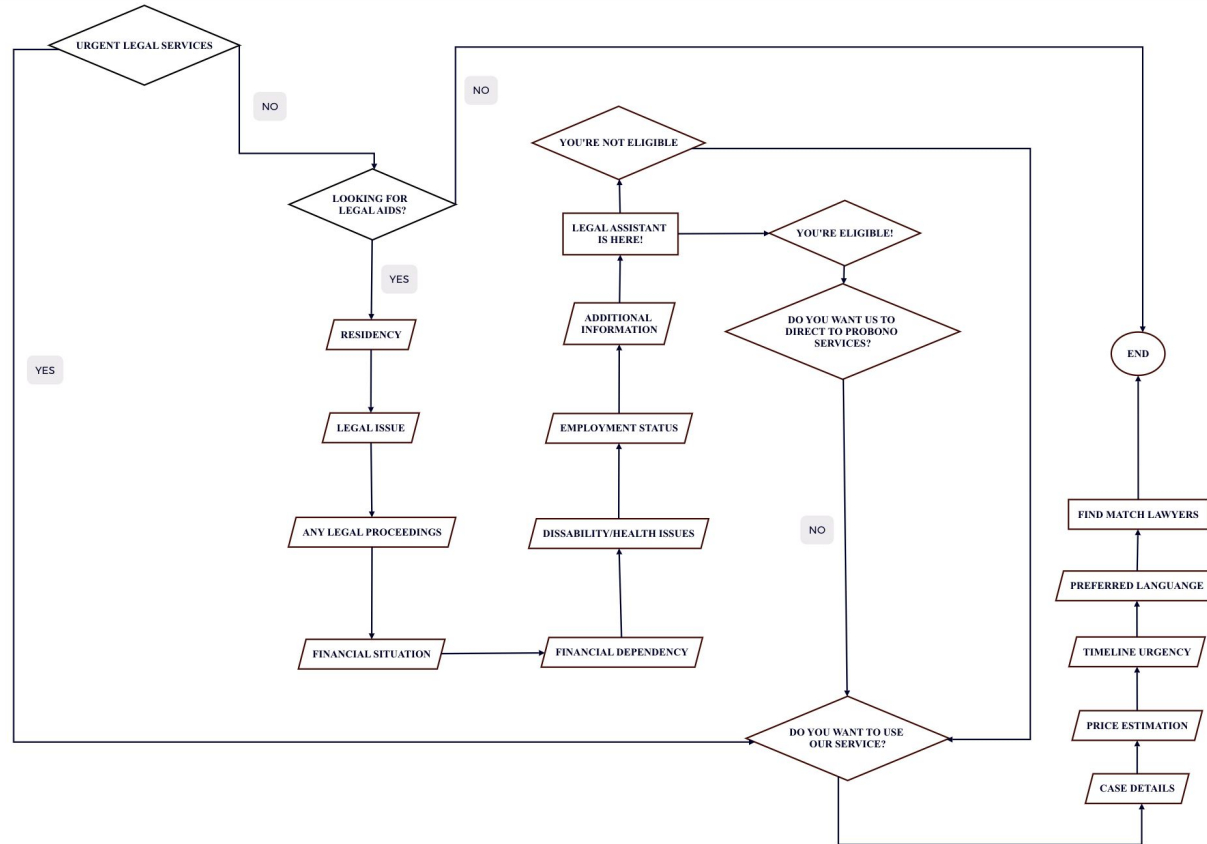 URGENT LEGAL SERVICES
NO
NO
LOOKING FOR
LEGAL AIDS?
YES
RESIDENCY
YES
LEGAL ISSUE
ANY LEGAL PROCEEDINGS
FINANCIAL SITUATION
FINANCIAL DEPENDENCY
DISSABILITY/HEALTH ISSUES
EMPLOYMENT STATUS
ADDITIONAL
INFORMATION
LEGAL ASSISTANT
IS HERE!
YOU'RE NOT ELIGIBLE
YOU'RE ELIGIBLE!
DO YOU WANT US TO
DIRECT TO PROBONO
SERVICES?
NO
DO YOU WANT TO USE
OUR SERVICE?
CASE DETAILS
PRICE ESTIMATION
TIMELINE URGENCY
PREFERRED LANGUANGE
FIND MATCH LAWYERS
END